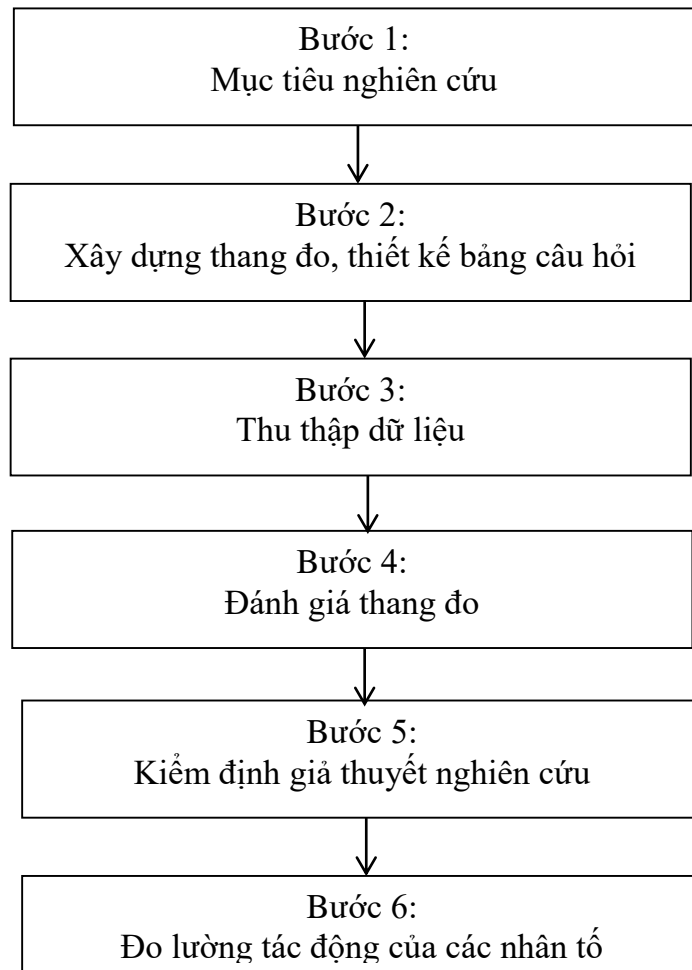 Bước 1:
Mục tiêu nghiên cứu
Bước 2:
Xây dựng thang đo, thiết kế bảng câu hỏi
Bước 3:
Thu thập dữ liệu
Bước 4:
Đánh giá thang đo
Bước 5:
Kiểm định giả thuyết nghiên cứu
Bước 6:
Đo lường tác động của các nhân tố